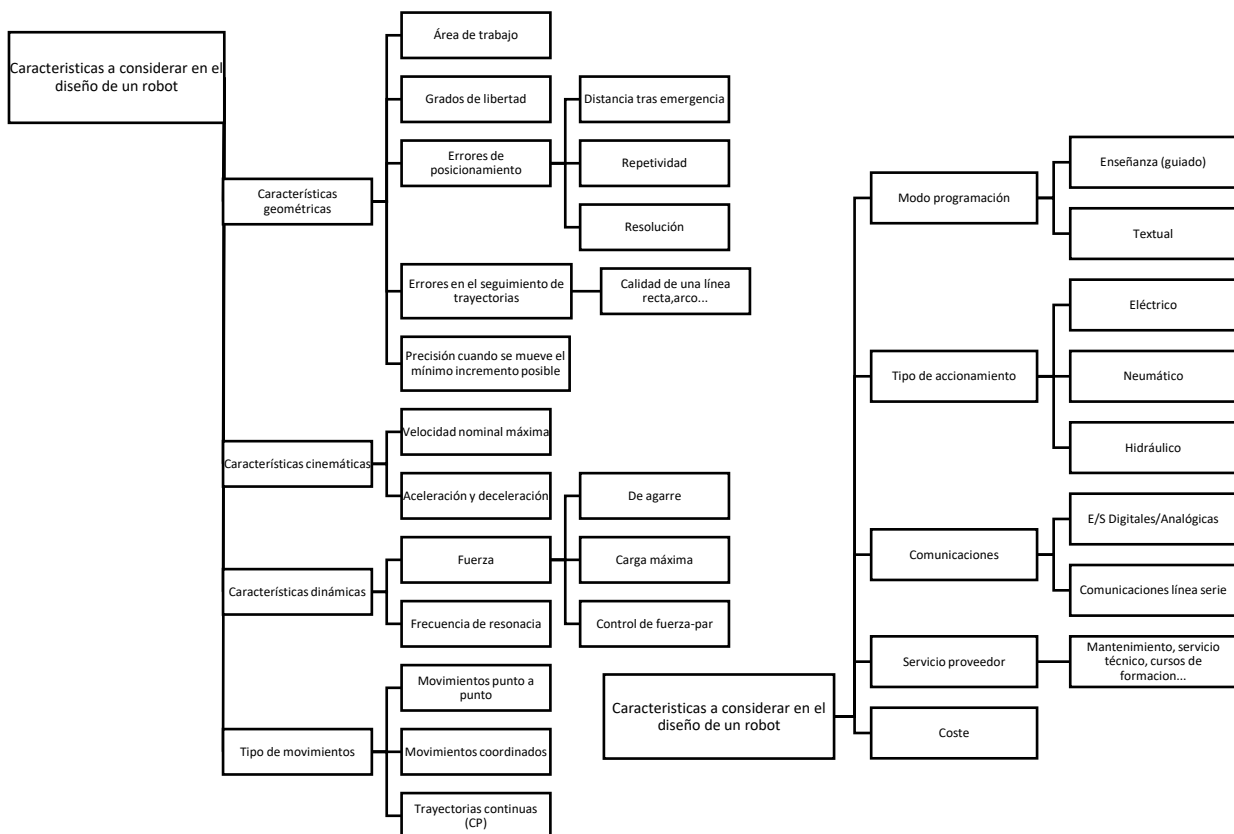 Caracteristicas a considerar en el
diseño de un robot
Característícas
geométricas
Área de trabajo
Grados de libertad
Errores de
posicionamiento
Distancia tras emergencia
Repetividad
Resolución
Errores en el seguimiento de
trayectorias
Calidad de una línea
recta,arco...
Precisión cuando se mueve el
mínimo incremento posible
Característícas cinemáticas
Velocidad nominal máxima
Aceleración y deceleración
Característícas dinámicas
Fuerza
De agarre
Carga máxima
Control de fuerza-par
Frecuencia de resonacia
Tipo de movimientos
Movimientos punto a
punto
Movimientos coordinados
Trayectorias continuas
(CP)
Caracteristicas a considerar en el
diseño de un robot
Modo programación
Enseñanza (guiado)
Textual
Tipo de accionamiento
Eléctrico
Neumático
Hidráulico
Comunicaciones
E/S Digitales/Analógicas
Comunicaciones línea serie
Servicio proveedor
Mantenimiento, servicio
técnico, cursos de
formacion...
Coste